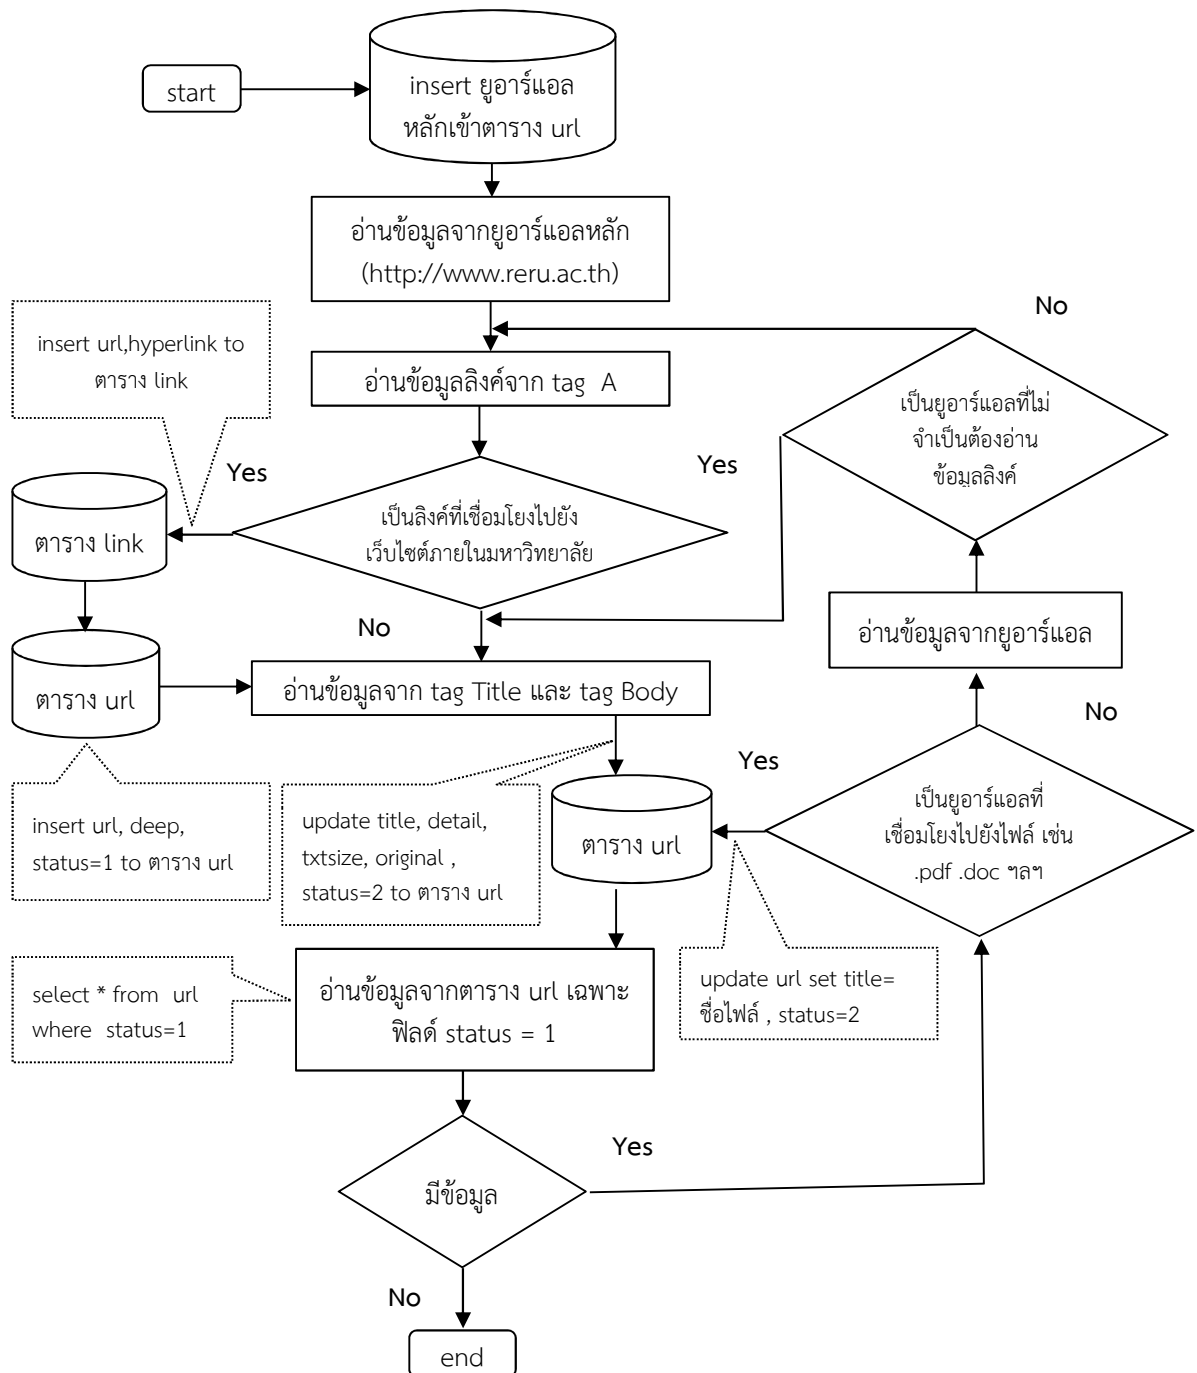 start
insert ยูอาร์แอล
หลักเข้าตาราง url
อ่านข้อมูลจากยูอาร์แอลหลัก
(http://www.reru.ac.th)
No
insert url,hyperlink to
ตาราง link
อ่านข้อมูลลิงค์จาก tag A
เป็นยูอาร์แอลที่ไม่
จำเป็นต้องอ่าน
ข้อมูลลิงค์
Yes
Yes
เป็นลิงค์ที่เชื่อมโยงไปยัง
เว็บไซต์ภายในมหาวิทยาลัย
ตาราง link
No
อ่านข้อมูลจากยูอาร์แอล
ตาราง url
อ่านข้อมูลจาก tag Title และ tag Body
No
Yes
insert url, deep,
status=1 to ตาราง url
update title, detail,
txtsize, original ,
status=2 to ตาราง url
ตาราง url
เป็นยูอาร์แอลที่
เชื่อมโยงไปยังไฟล์ เช่น
.pdf .doc ฯลฯ
select * from url
where status=1
อ่านข้อมูลจากตาราง url เฉพาะ
ฟิลด์ status = 1
update url set title=
ชื่อไฟล์ , status=2
Yes
มีข้อมูล
No
end